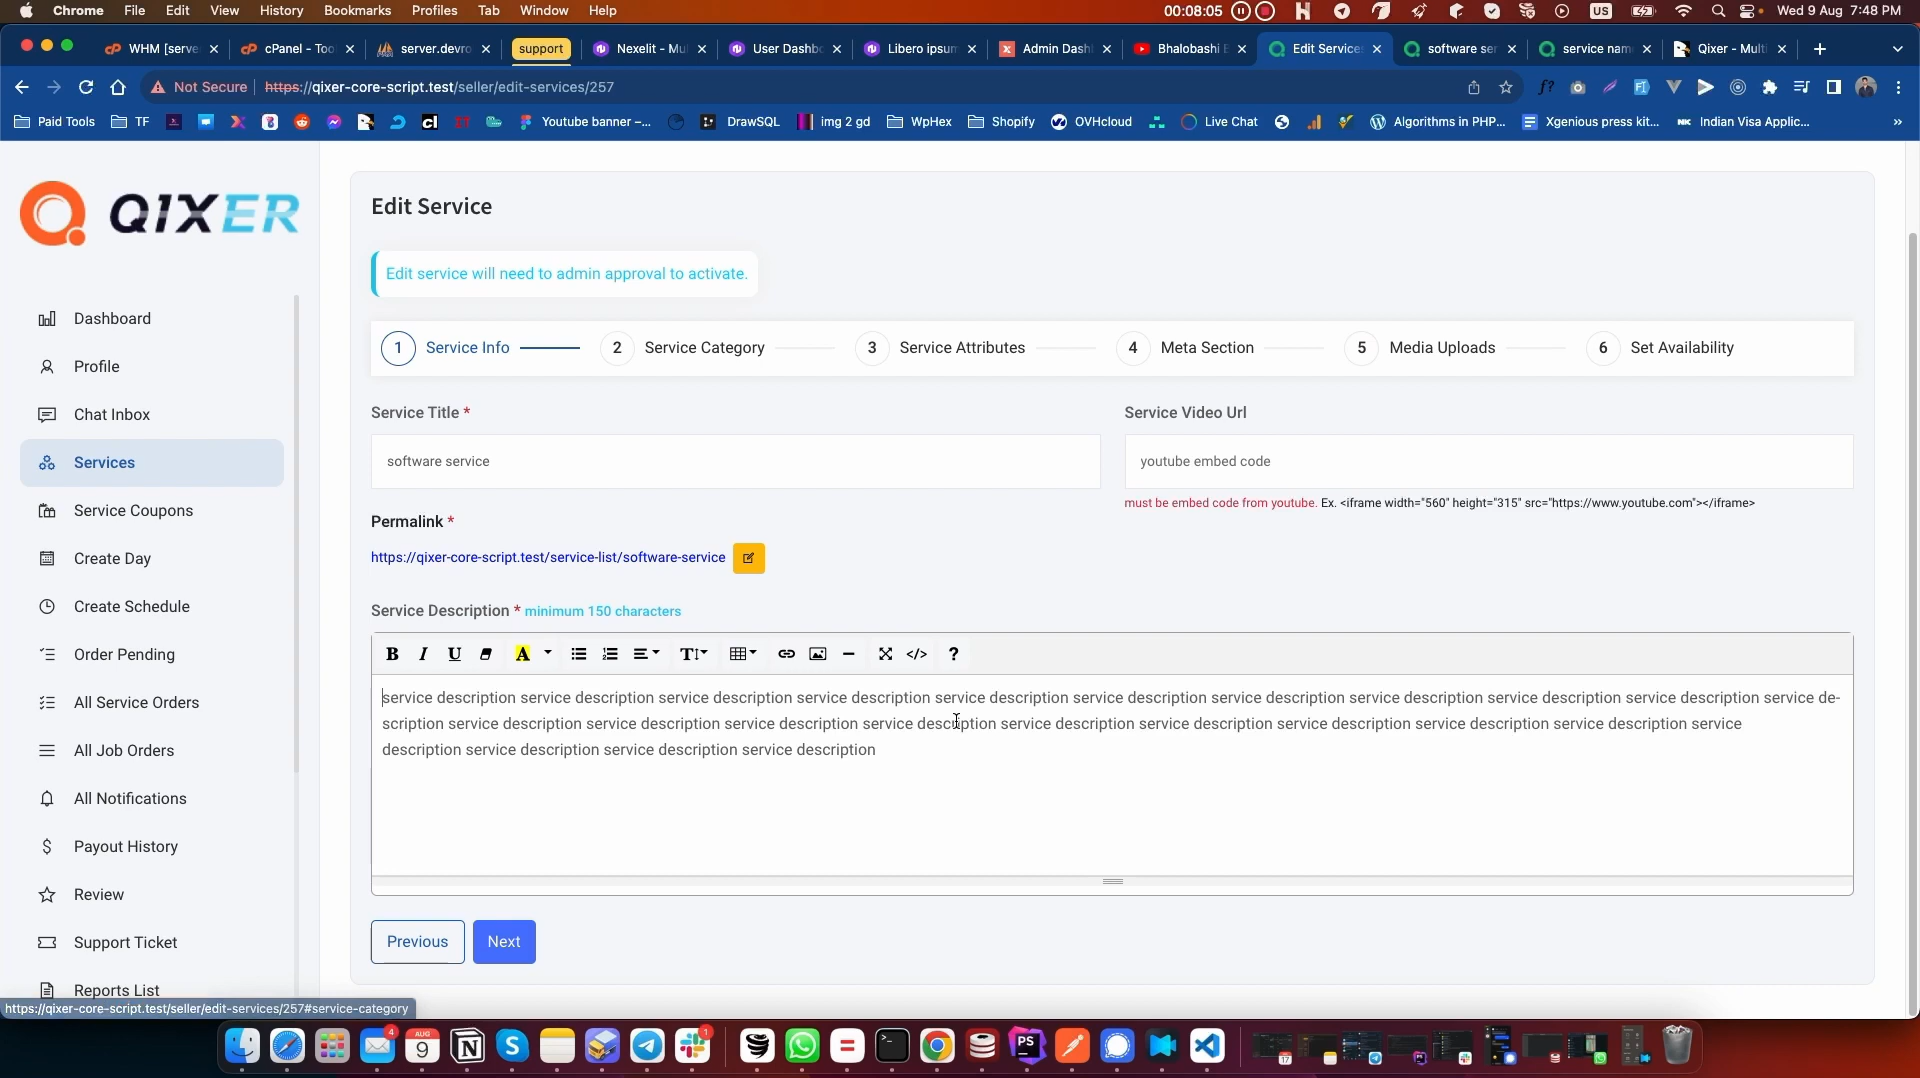 Chrome File Edit View History Bookmarks Profiles Tab Window Help 00:08:05 US Wed 9 Aug 7:48 PM
WHM [serve cPanel - Too server.devro support Nexelit - Mu User Dashb Libero ipsum Admin Dash Bhalobashi Edit Service software ser service nam Qixer - Multi
Not Secure https://qixer-core-script.test/seller/edit-services/257
Paid Tools TF Youtube banner –... DrawSQL img 2 gd WpHex Shopify OVHcloud Live Chat Algorithms in PHP... Xgenious press kit... Indian Visa Applic... »
QIXER
Dashboard
Profile
Chat Inbox
Services
Service Coupons
Create Day
Create Schedule
Order Pending
All Service Orders
All Job Orders
All Notifications
Payout History
Review
Support Ticket
Reports List
Edit Service
Edit service will need to admin approval to activate.
1 Service Info 2 Service Category 3 Service Attributes 4 Meta Section 5 Media Uploads 6 Set Availability
Service Title * Service Video Url
software service youtube embed code
must be embed code from youtube. Ex. <iframe width="560" height="315" src="https://www.youtube.com"></iframe>
Permalink *
https://qixer-core-script.test/service-list/software-service
Service Description * minimum 150 characters
B I U A T </> ?
service description service description service description service description service description service description service description service description service description service description service de-
scription service description service description service description service description service description service description service description service description service description service
description service description service description service description
Previous Next
https://qixer-core-script.test/seller/edit-services/257#service-category
4 AUG 9 1 PS 17